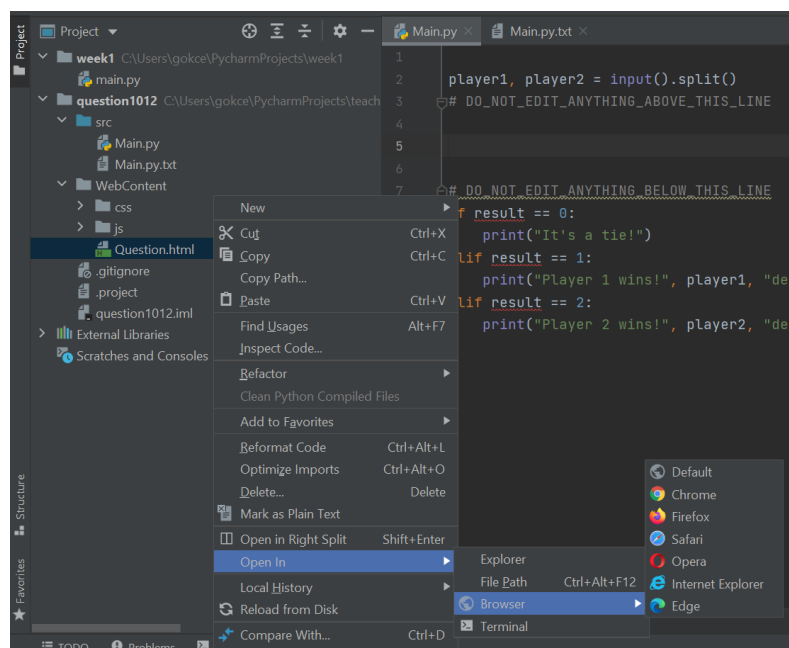 Project
Project
Main.py
Main.py.txt
week1 C:\Users\gokce\PycharmProjects\week1
main.py
question1012 C:\Users\gokce\PycharmProjects\teach
src
Main.py
Main.py.txt
WebContent
css
js
Question.html
.gitignore
.project
question1012.iml
External Libraries
Scratches and Consoles
1
2 player1, player2 = input().split()
3 # DO_NOT_EDIT_ANYTHING_ABOVE_THIS_LINE
4
5
6
7 # DO_NOT_EDIT_ANYTHING_BELOW_THIS_LINE
f result == 0:
print("It's a tie!")
lif result == 1:
print("Player 1 wins!", player1, "de
lif result == 2:
print("Player 2 wins!", player2, "de
New
Cut Ctrl+X
Copy Ctrl+C
Copy Path...
Paste Ctrl+V
Find Usages Alt+F7
Inspect Code...
Refactor
Clean Python Compiled Files
Add to Favorites
Reformat Code Ctrl+Alt+L
Optimize Imports Ctrl+Alt+O
Delete... Delete
Mark as Plain Text
Open in Right Split Shift+Enter
Open In
Local History
Reload from Disk
Compare With... Ctrl+D
Explorer
File Path Ctrl+Alt+F12
Browser
Terminal
Default
Chrome
Firefox
Safari
Opera
Internet Explorer
Edge
Structure
Favorites
TODO
Problems